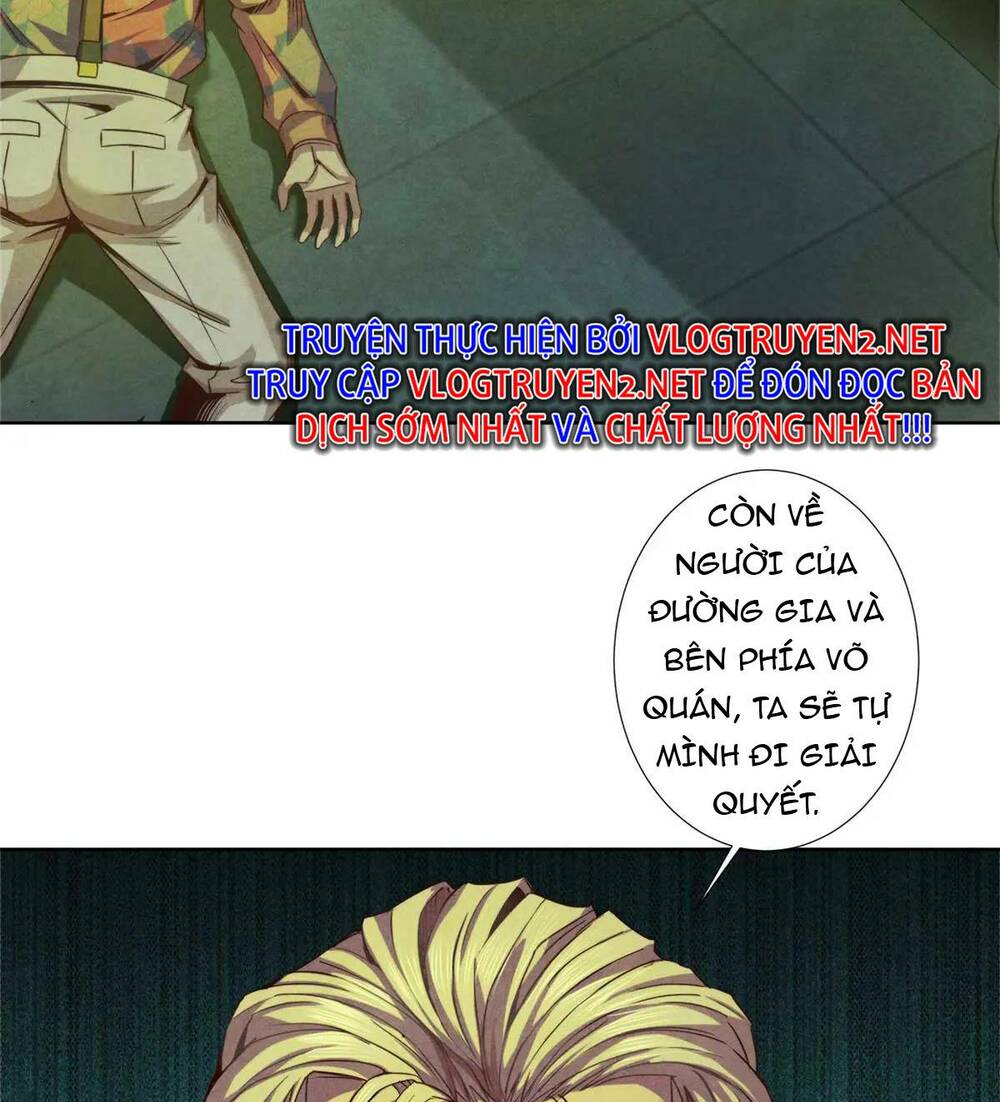 TRUYỆN THỰC HIỆN BỞI VLOGTRUYEN2.NET
TRUY CẬP VLOGTRUYEN2.NET ĐỂ ĐÓN ĐỌC BẢN
DỊCH SỚM NHẤT VÀ CHẤT LƯỢNG NHẤT!!!
CÒN VỀ
NGƯỜI CỦA
ĐƯỜNG GIA VÀ
BÊN PHÍA VÕ
QUÁN, TA SẼ TỰ
MÌNH ĐI GIẢI
QUYẾT.